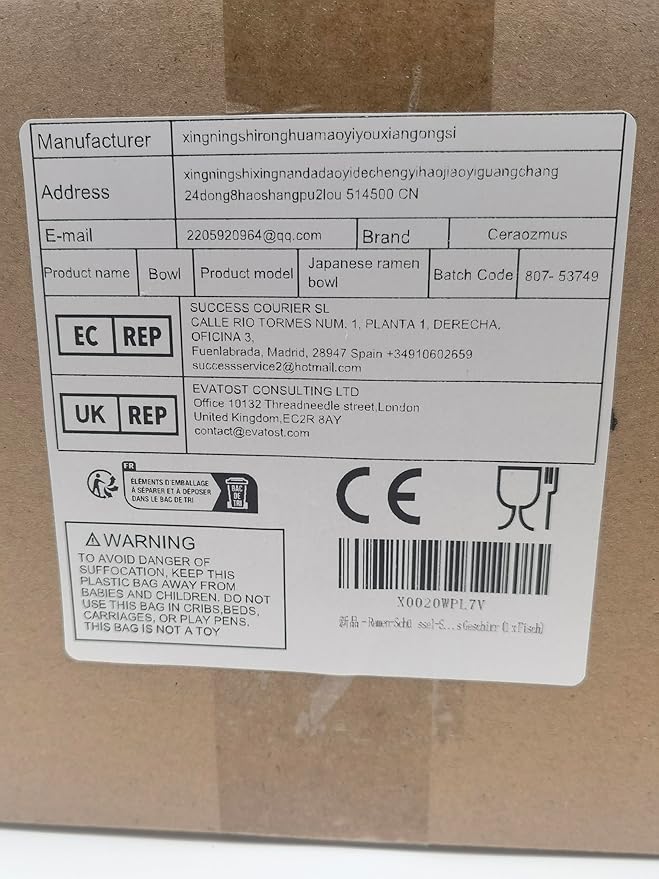 Manufacturer xingningshironghuamaoyiyouxiangongsi
Address xingningshixingnandadaoyidechengyihaojiaoyiguangchang
24dong8haoshangpu2lou 514500 CN
E-mail 2205920964@qq.com Brand Ceraozmus
Product name Bowl Product model Japanese ramen bowl Batch Code 807- 53749
EC REP
SUCCESS COURIER SL
CALLE RIO TORMES NUM. 1, PLANTA 1, DERECHA,
OFICINA 3,
Fuenlabrada, Madrid, 28947 Spain +34910602659
successservice2@hotmail.com
UK REP
EVATOST CONSULTING LTD
Office 10132 Threadneedle street,London
United Kingdom,EC2R 8AY
contact@evatost.com
FR
ÉLÉMENTS D'EMBALLAGE
À SÉPARER ET À DÉPOSER
DANS LE BAC DE TRI
BAC
DE
TRI
CE
WARNING
TO AVOID DANGER OF
SUFFOCATION, KEEP THIS
PLASTIC BAG AWAY FROM
BABIES AND CHILDREN. DO NOT
USE THIS BAG IN CRIBS,BEDS,
CARRIAGES, OR PLAY PENS.
THIS BAG IS NOT A TOY
X0020WPL7V
新品 - Ramen-Schü ssel-S...s Geschirr (1 x Fisch)